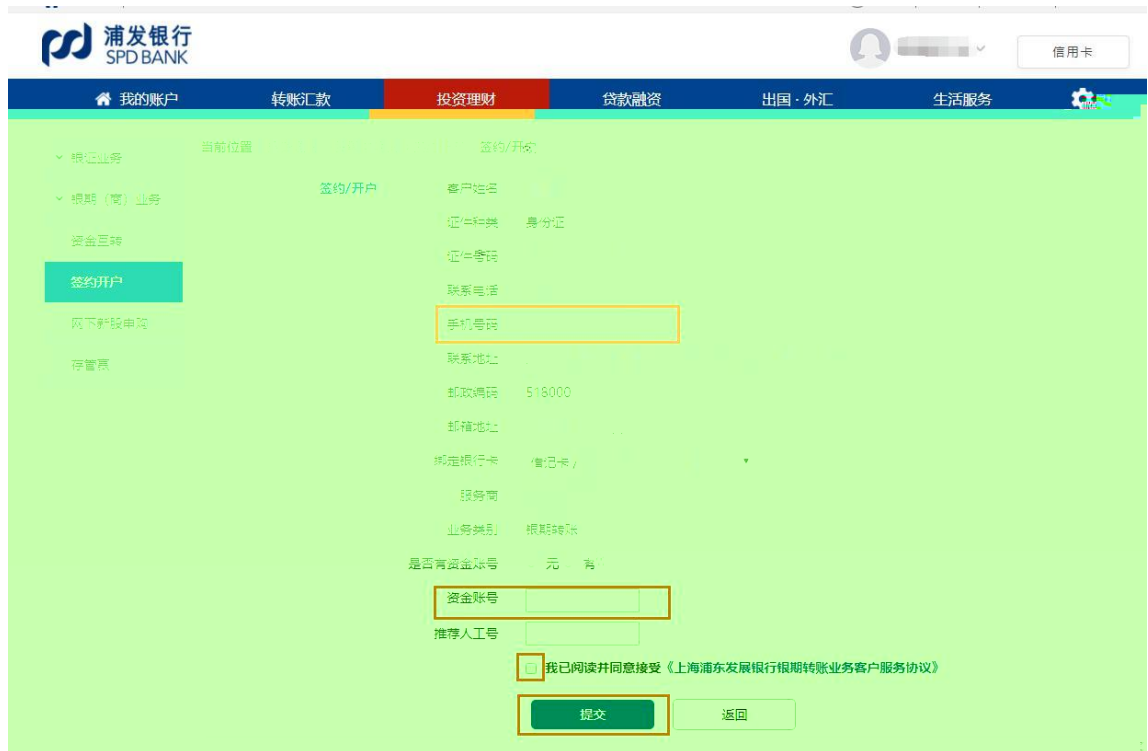 浦发银行
SPD BANK
信用卡
我的账户 转账汇款 投资理财 贷款融资 出国·外汇 生活服务
当前位置 签约/开户
银证业务
银期（商）业务
资金互转
签约开户
网下新股申购
存管易
签约/开户
客户姓名
证件种类 身份证
证件号码
联系电话
手机号码
联系地址
邮政编码 518000
邮箱地址
绑定银行卡 借记卡/
服务商
业务类别 银期转账
是否有资金账号 无 有
资金账号
推荐人工号
我已阅读并同意接受《上海浦东发展银行银期转账业务客户服务协议》
提交 返回